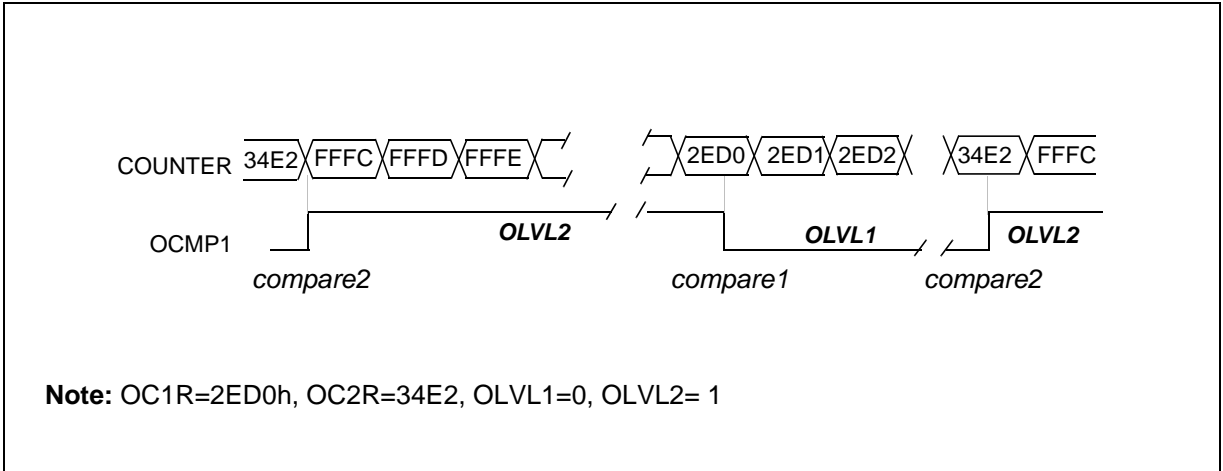 COUNTER 34E2 FFFC FFFD FFFE 2ED0 2ED1 2ED2 34E2 FFFC
OCMP1 OLVL2 OLVL1 OLVL2
compare2 compare1 compare2
Note: OC1R=2ED0h, OC2R=34E2, OLVL1=0, OLVL2= 1